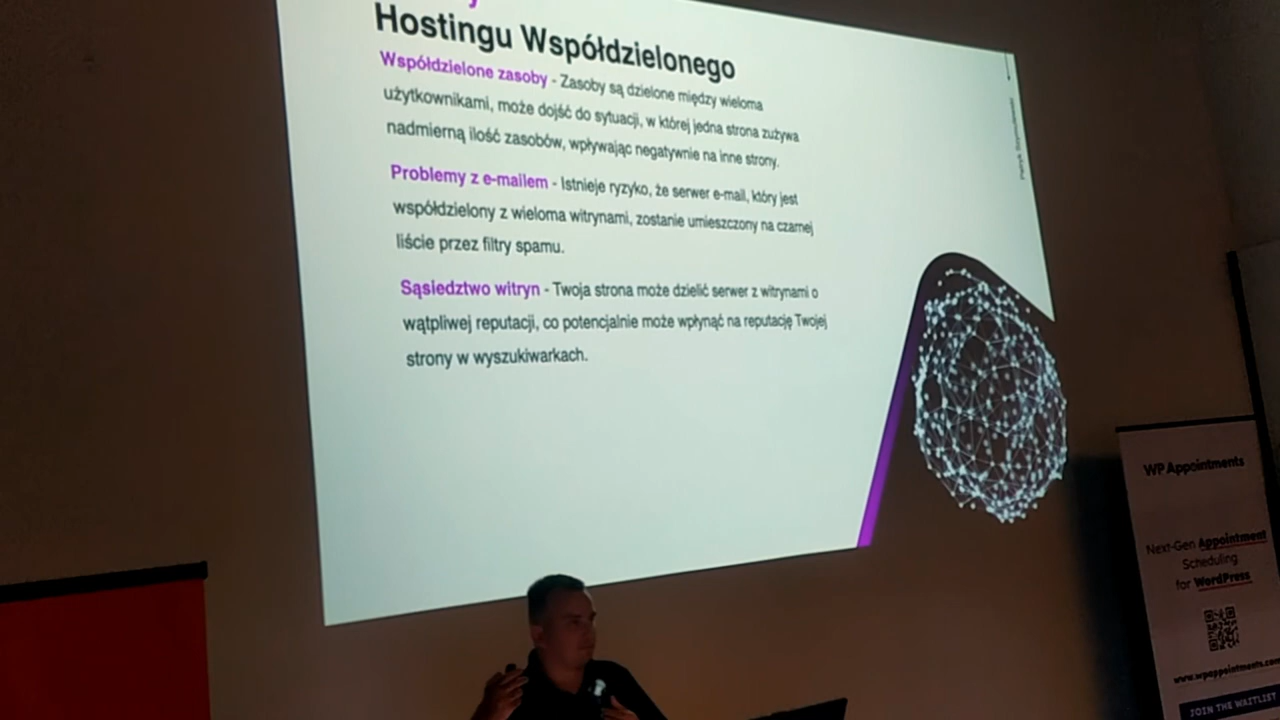 Hostingu Współdzielonego
Współdzielone zasoby - Zasoby są dzielone między wieloma
użytkownikami, może dojść do sytuacji, w której jedna strona zużywa
nadmierną ilość zasobów, wpływając negatywnie na inne strony.
Problemy z e-mailem - Istnieje ryzyko, że serwer e-mail, który jest
współdzielony z wieloma witrynami, zostanie umieszczony na czarnej
liście przez filtry spamu.
Sąsiedztwo witryn - Twoja strona może dzielić serwer z witrynami o
wątpliwej reputacji, co potencjalnie może wpłynąć na reputację Twojej
strony w wyszukiwarkach.
WP Appointments
Next-Gen Appointment
Scheduling
for WordPress
www.wpappointments.com
JOIN THE WAITLIST